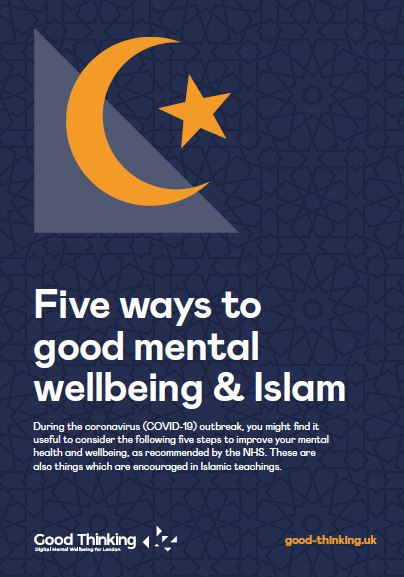 Five ways to
good mental
wellbeing & Islam
During the coronavirus (COVID-19) outbreak, you might find it
useful to consider the following five steps to improve your mental
health and wellbeing, as recommended by the NHS. These are
also things which are encouraged in Islamic teachings.
Good Thinking
Digital Mental Wellbeing for London
good-thinking.uk